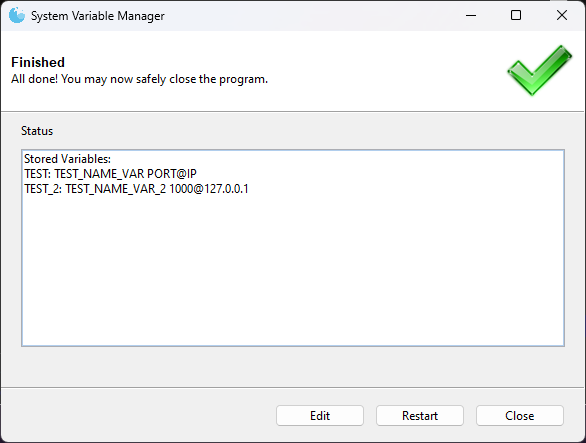 System Variable Manager
Finished
All done! You may now safely close the program.
Status
Stored Variables:
TEST: TEST_NAME_VAR PORT@IP
TEST_2: TEST_NAME_VAR_2 1000@127.0.0.1
Edit
Restart
Close